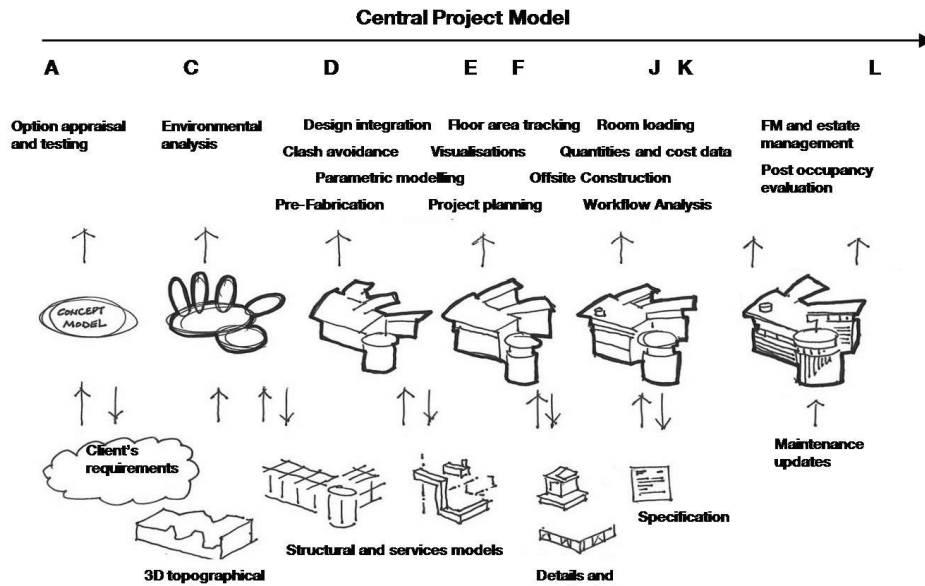 Central Project Model
A C D E F J K L
Option appraisal
and testing
Environmental
analysis
Design integration
Clash avoidance
Parametric modelling
Pre-Fabrication
Floor area tracking
Visualisations
Project planning
Room loading
Quantities and cost data
Offsite Construction
Workflow Analysis
FM and estate
management
Post occupancy
evaluation
CONCEPT
MODEL
Client's
requirements
3D topographical
Structural and services models
Details and
Specification
Maintenance
updates